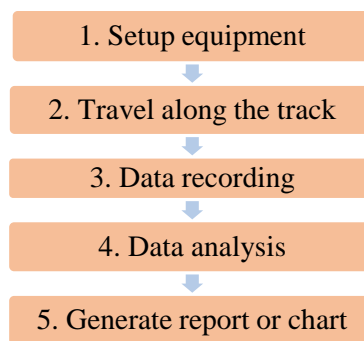 1. Setup equipment
2. Travel along the track
3. Data recording
4. Data analysis
5. Generate report or chart